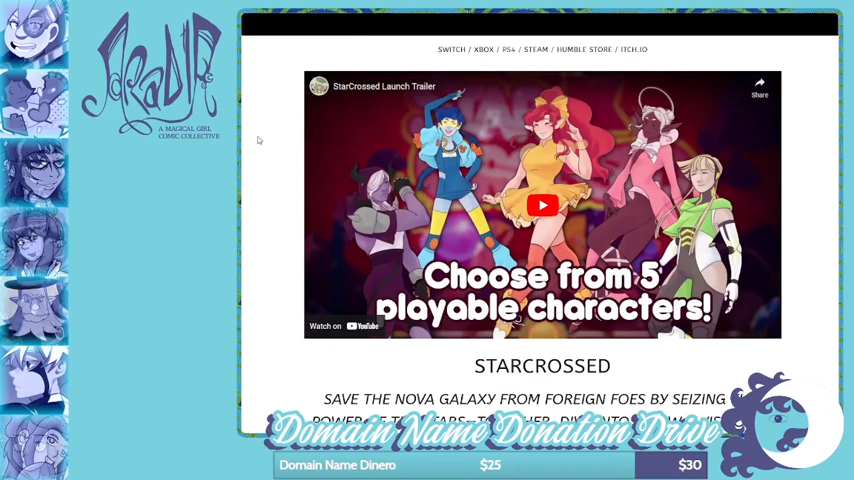 A MAGICAL GIRL
COMIC COLLECTIVE
SWITCH / XBOX / PS4 / STEAM / HUMBLE STORE / ITCH.IO
StarCrossed Launch Trailer
Share
Choose from 5
playable characters!
Watch on YouTube
STARCROSSED
SAVE THE NOVA GALAXY FROM FOREIGN FOES BY SEIZING
Domain Name Donation Drive
Domain Name Dinero $25 $30